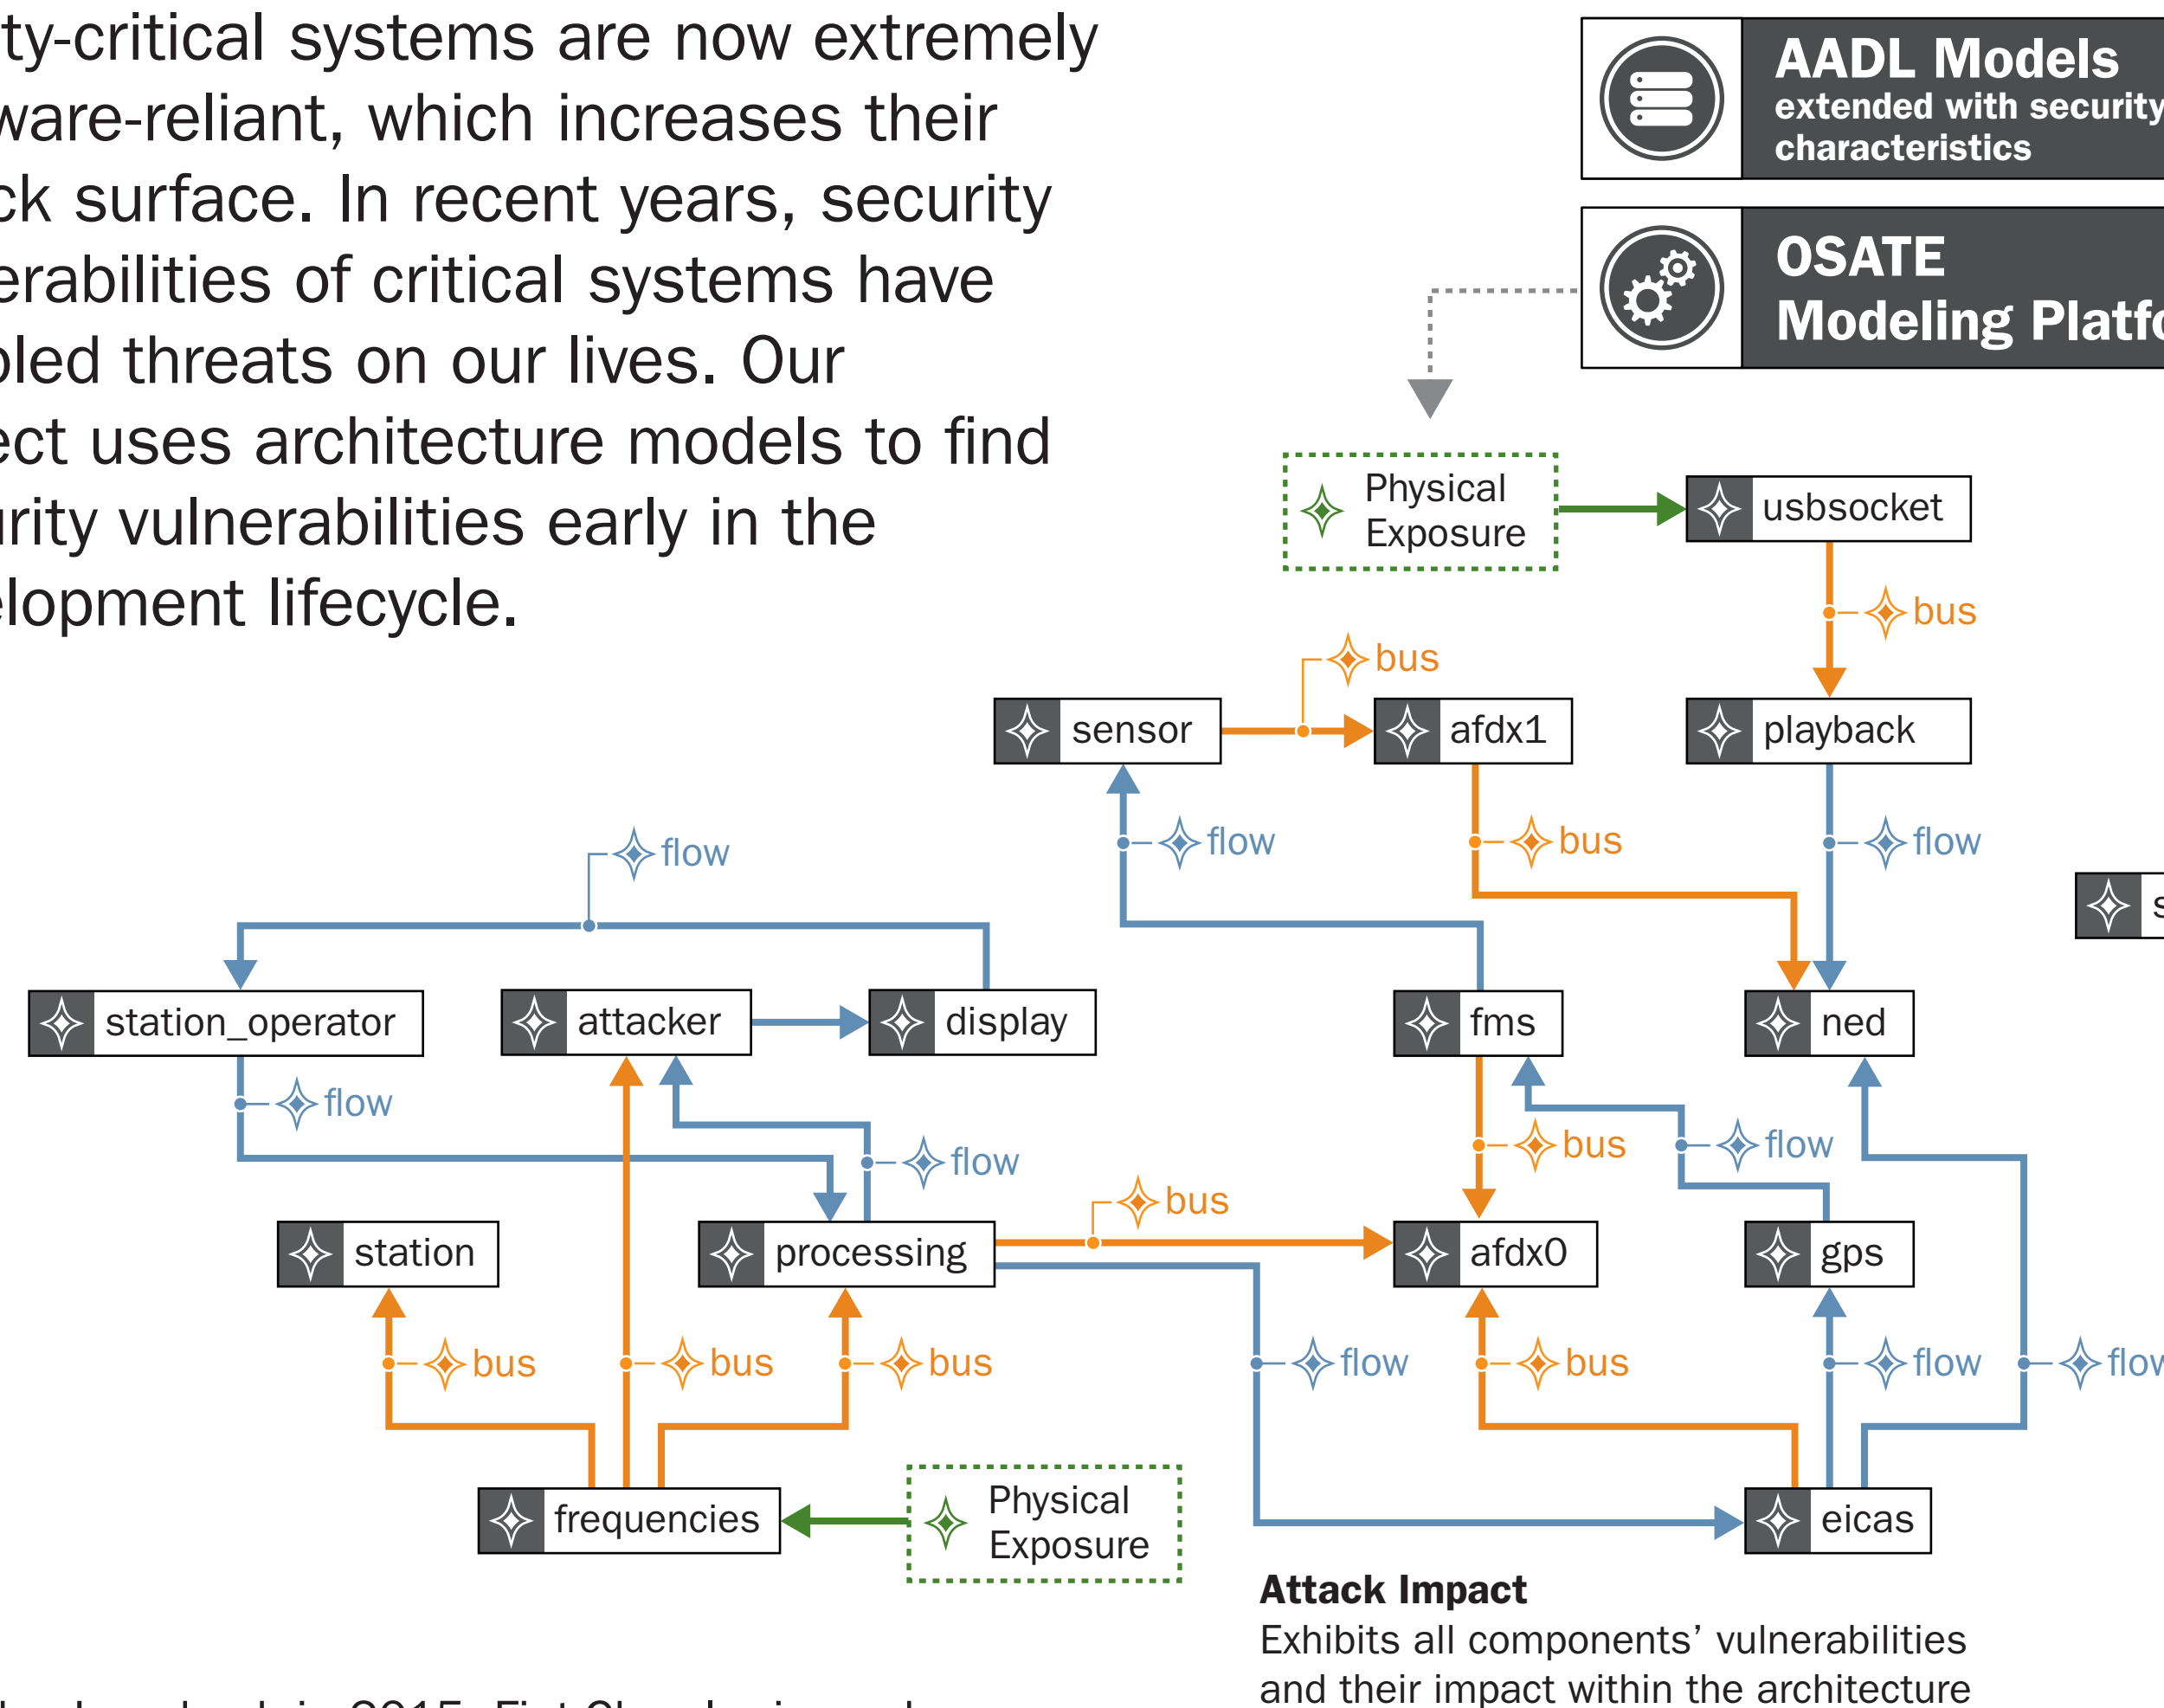 ty-critical systems are now extremely
ware-reliant, which increases their
ck surface. In recent years, security
erabilities of critical systems have
bled threats on our lives. Our
ect uses architecture models to find
urity vulnerabilities early in the
elopment lifecycle.
AADL Models
extended with security
characteristics
OSATE
Modeling Platfo
Physical
Exposure
usbsocket
bus
bus
sensor
afdx1
playback
flow
flow
bus
flow
station_operator
attacker
display
fms
ned
flow
flow
bus
flow
bus
station
processing
afdx0
gps
bus
bus
bus
flow
bus
flow
flow
frequencies
Physical
Exposure
eicas
Attack Impact
Exhibits all components’ vulnerabilities
and their impact within the architecture